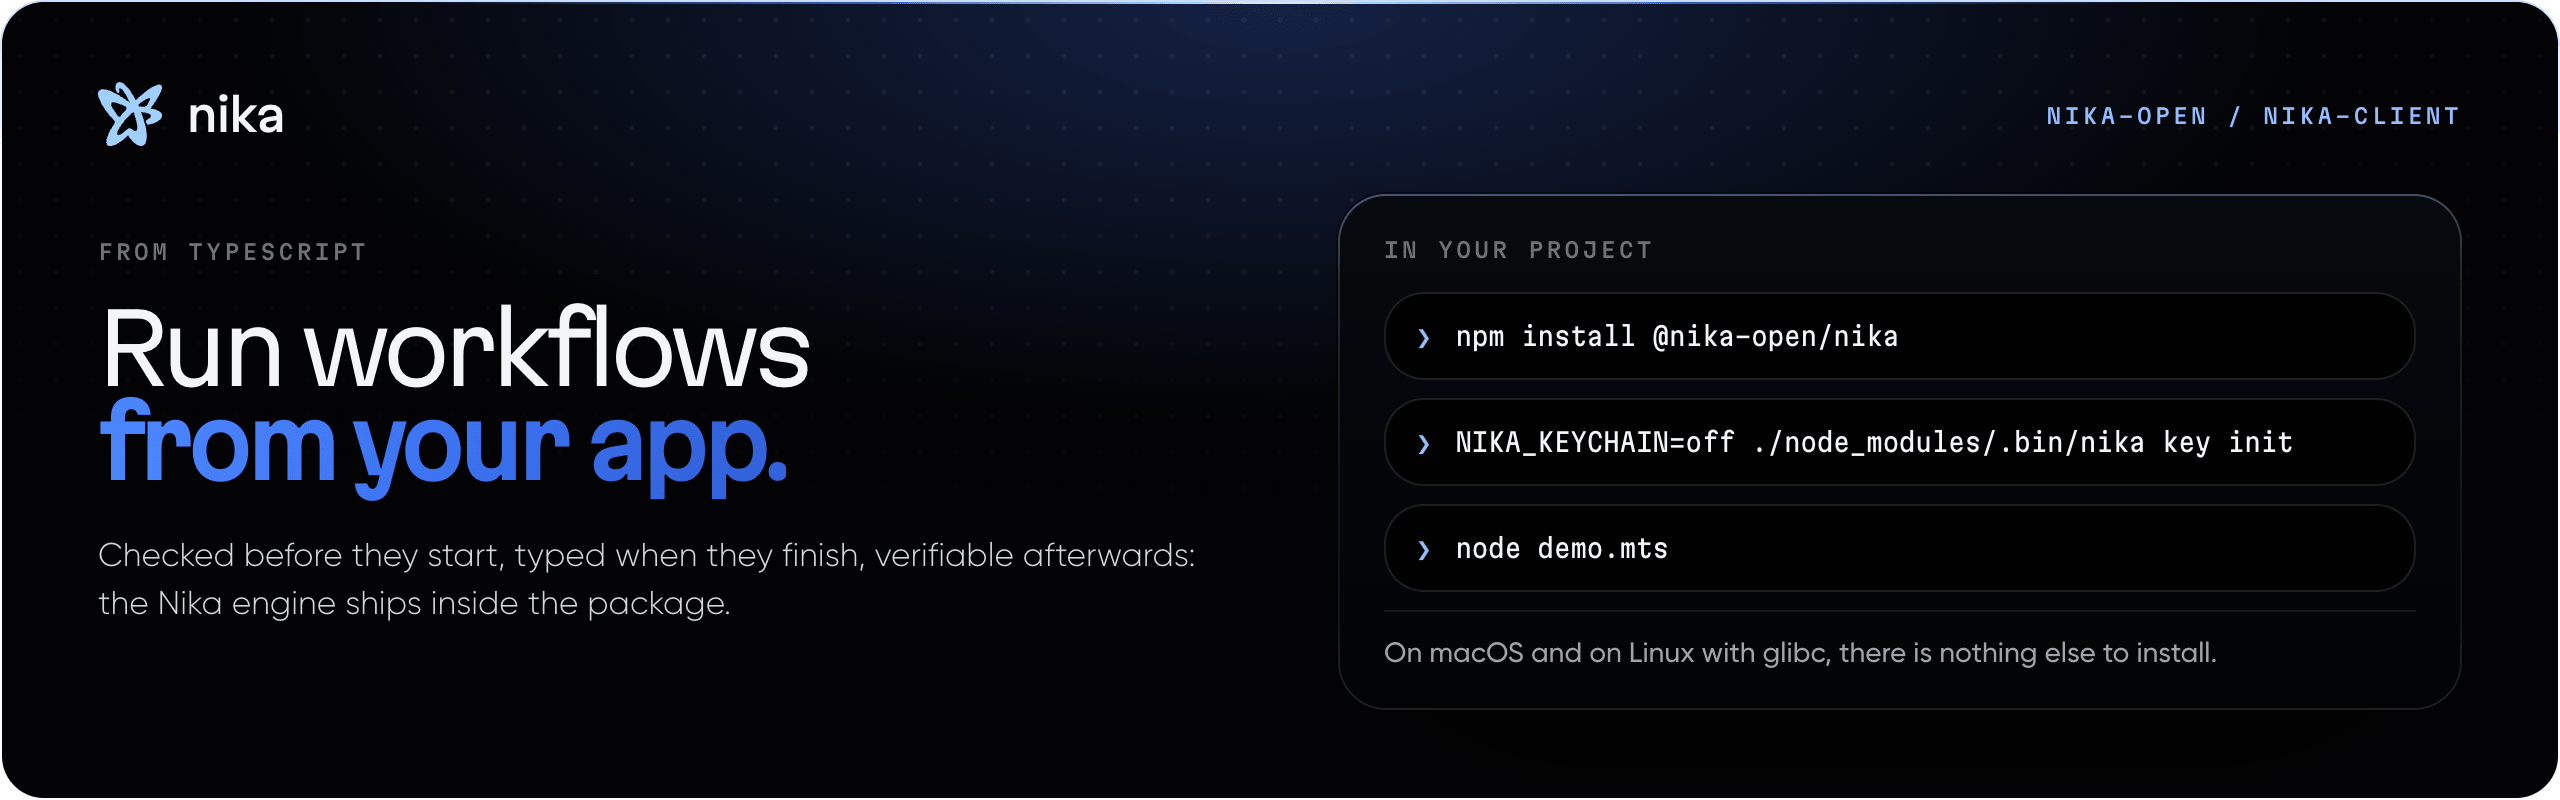 nika
NIKA-OPEN / NIKA-CLIENT
FROM TYPESCRIPT
Run workflows
from your app.
Checked before they start, typed when they finish, verifiable afterwards:
the Nika engine ships inside the package.
IN YOUR PROJECT
❯ npm install @nika-open/nika
❯ NIKA_KEYCHAIN=off ./node_modules/.bin/nika key init
❯ node demo.mts
On macOS and on Linux with glibc, there is nothing else to install.